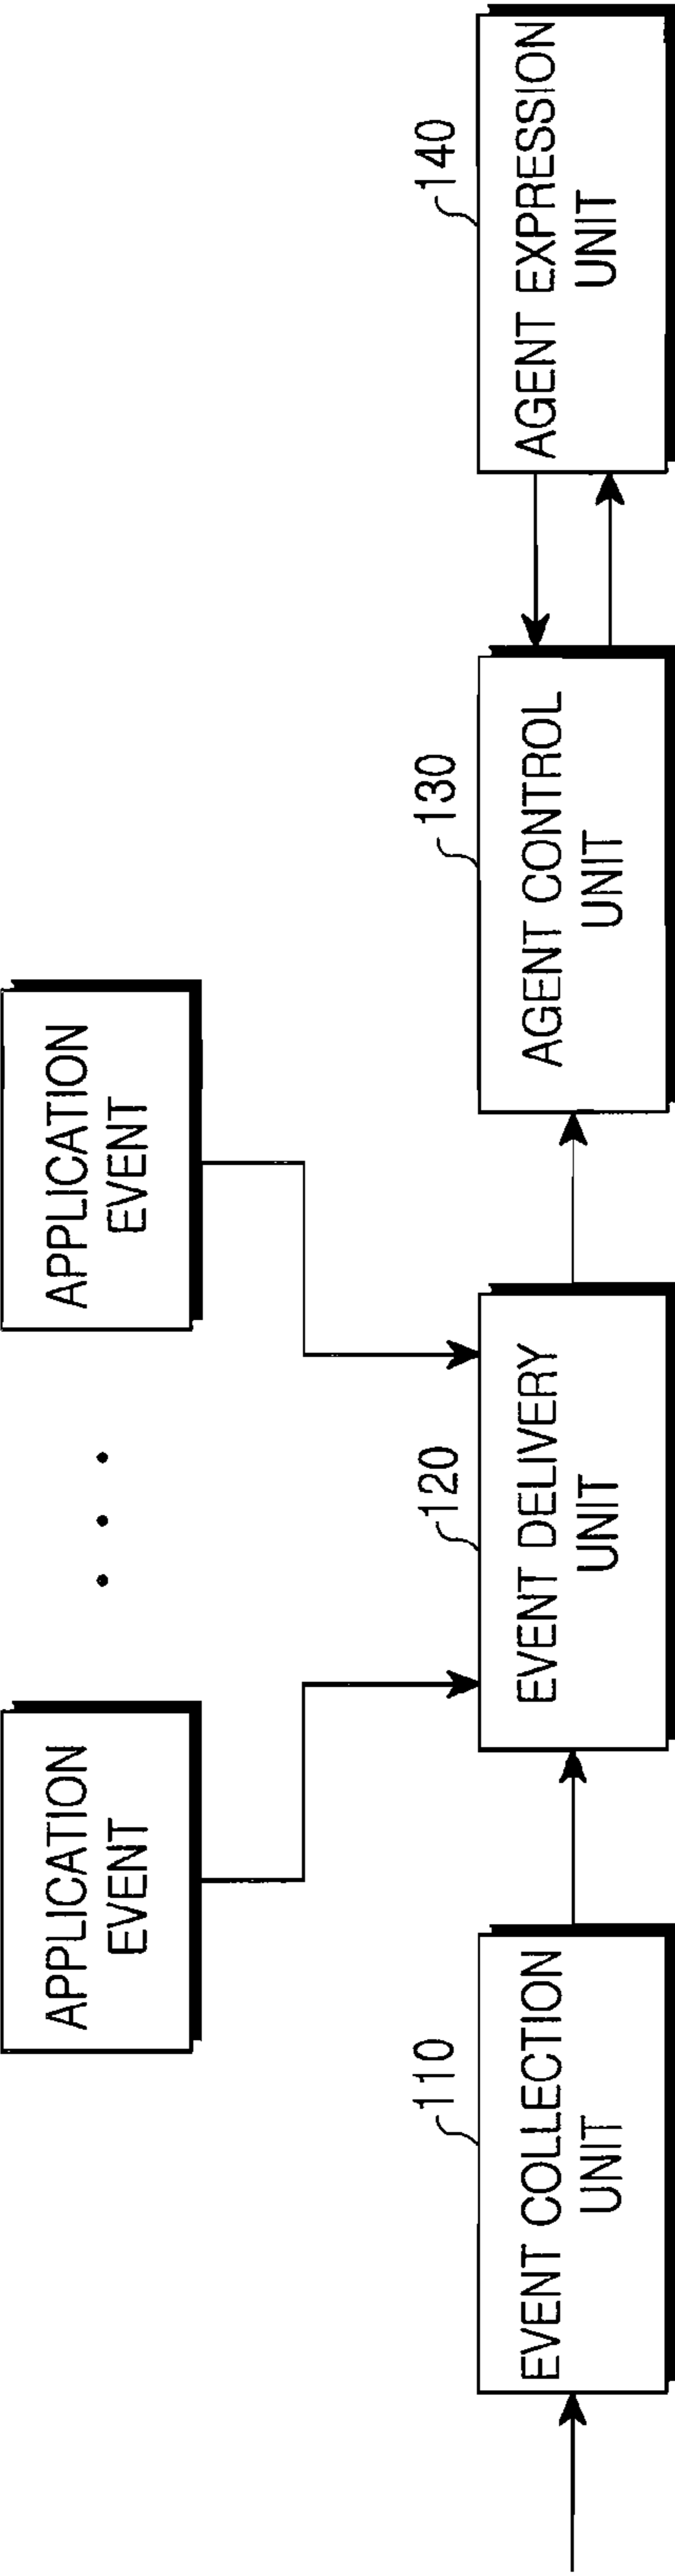 APPLICATION
EVENT
APPLICATION
EVENT
110
120
130
140
EVENT COLLECTION
UNIT
EVENT DELIVERY
UNIT
AGENT CONTROL
UNIT
AGENT EXPRESSION
UNIT